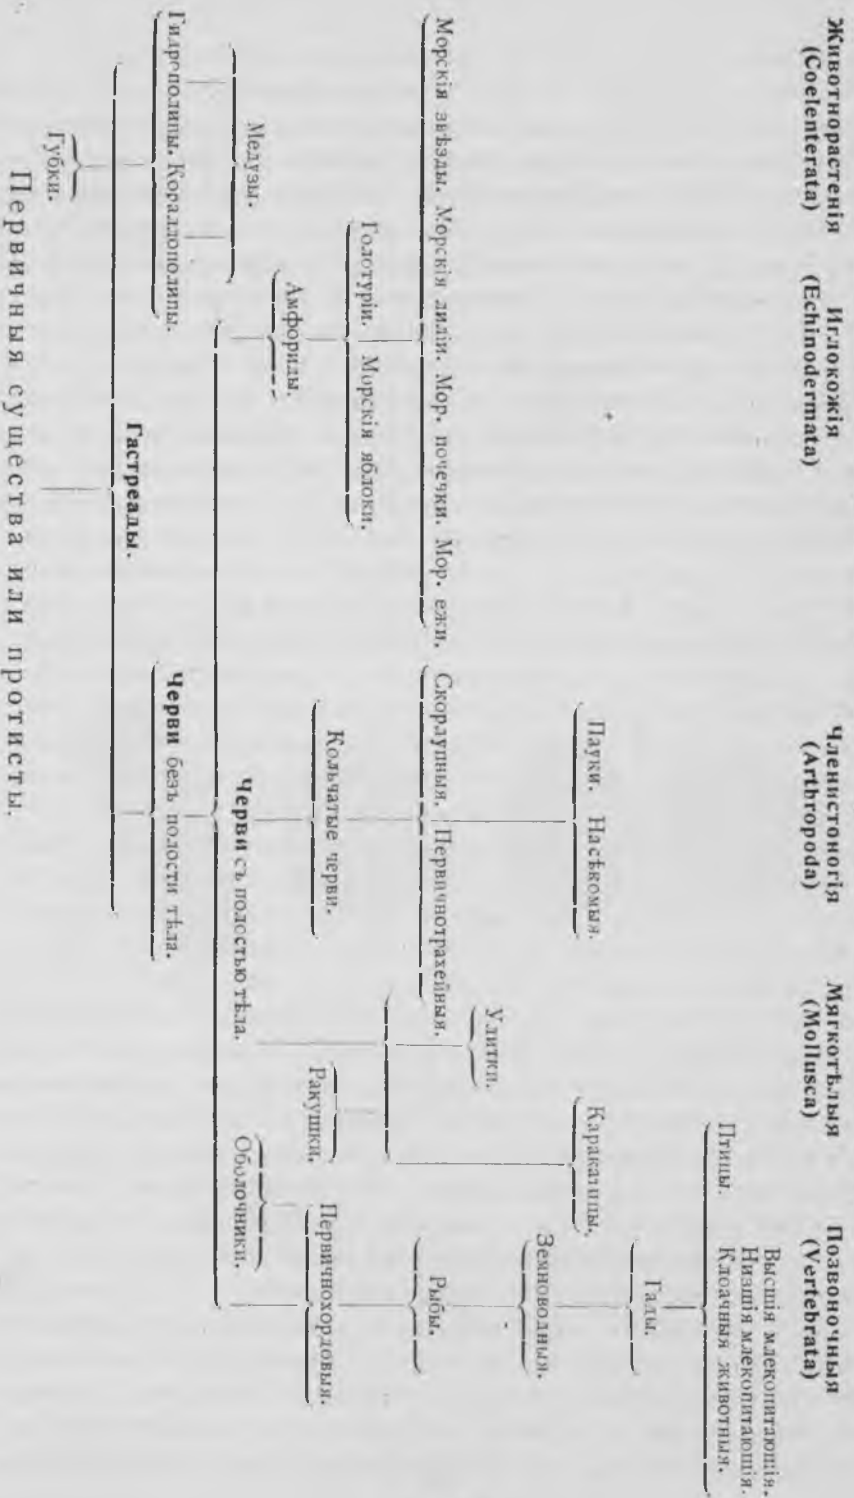 Животнорастенія
(Coelenterata)
Иглокожія
(Echinodermata)
Членистоногія
(Arthropoda)
Мягкотѣлыя
(Mollusca)
Позвоночныя
(Vertebrata)
Высшія млекопитающія.
Низшія млекопитающія.
Птицы. Клоачныя животныя.
Гады.
Пауки. Насѣкомыя.
Каракатицы.
Земноводныя.
Улитки.
Морскія звѣзды. Морскія лиліи. Мор. почечки. Мор. ежи.
Скорлупныя. Первичнотрахейныя.
Рыбы.
Голотуріи. Морскія яблоки.
Кольчатые черви.
Ракушки.
Первичнохордовыя.
Амфориды.
Медузы.
Черви съ полостью тѣла.
Оболочники.
Гидрополипы. Кораллополипы.
Черви безъ полости тѣла.
Гастреады.
Губки.
Первичныя существа или протисты.